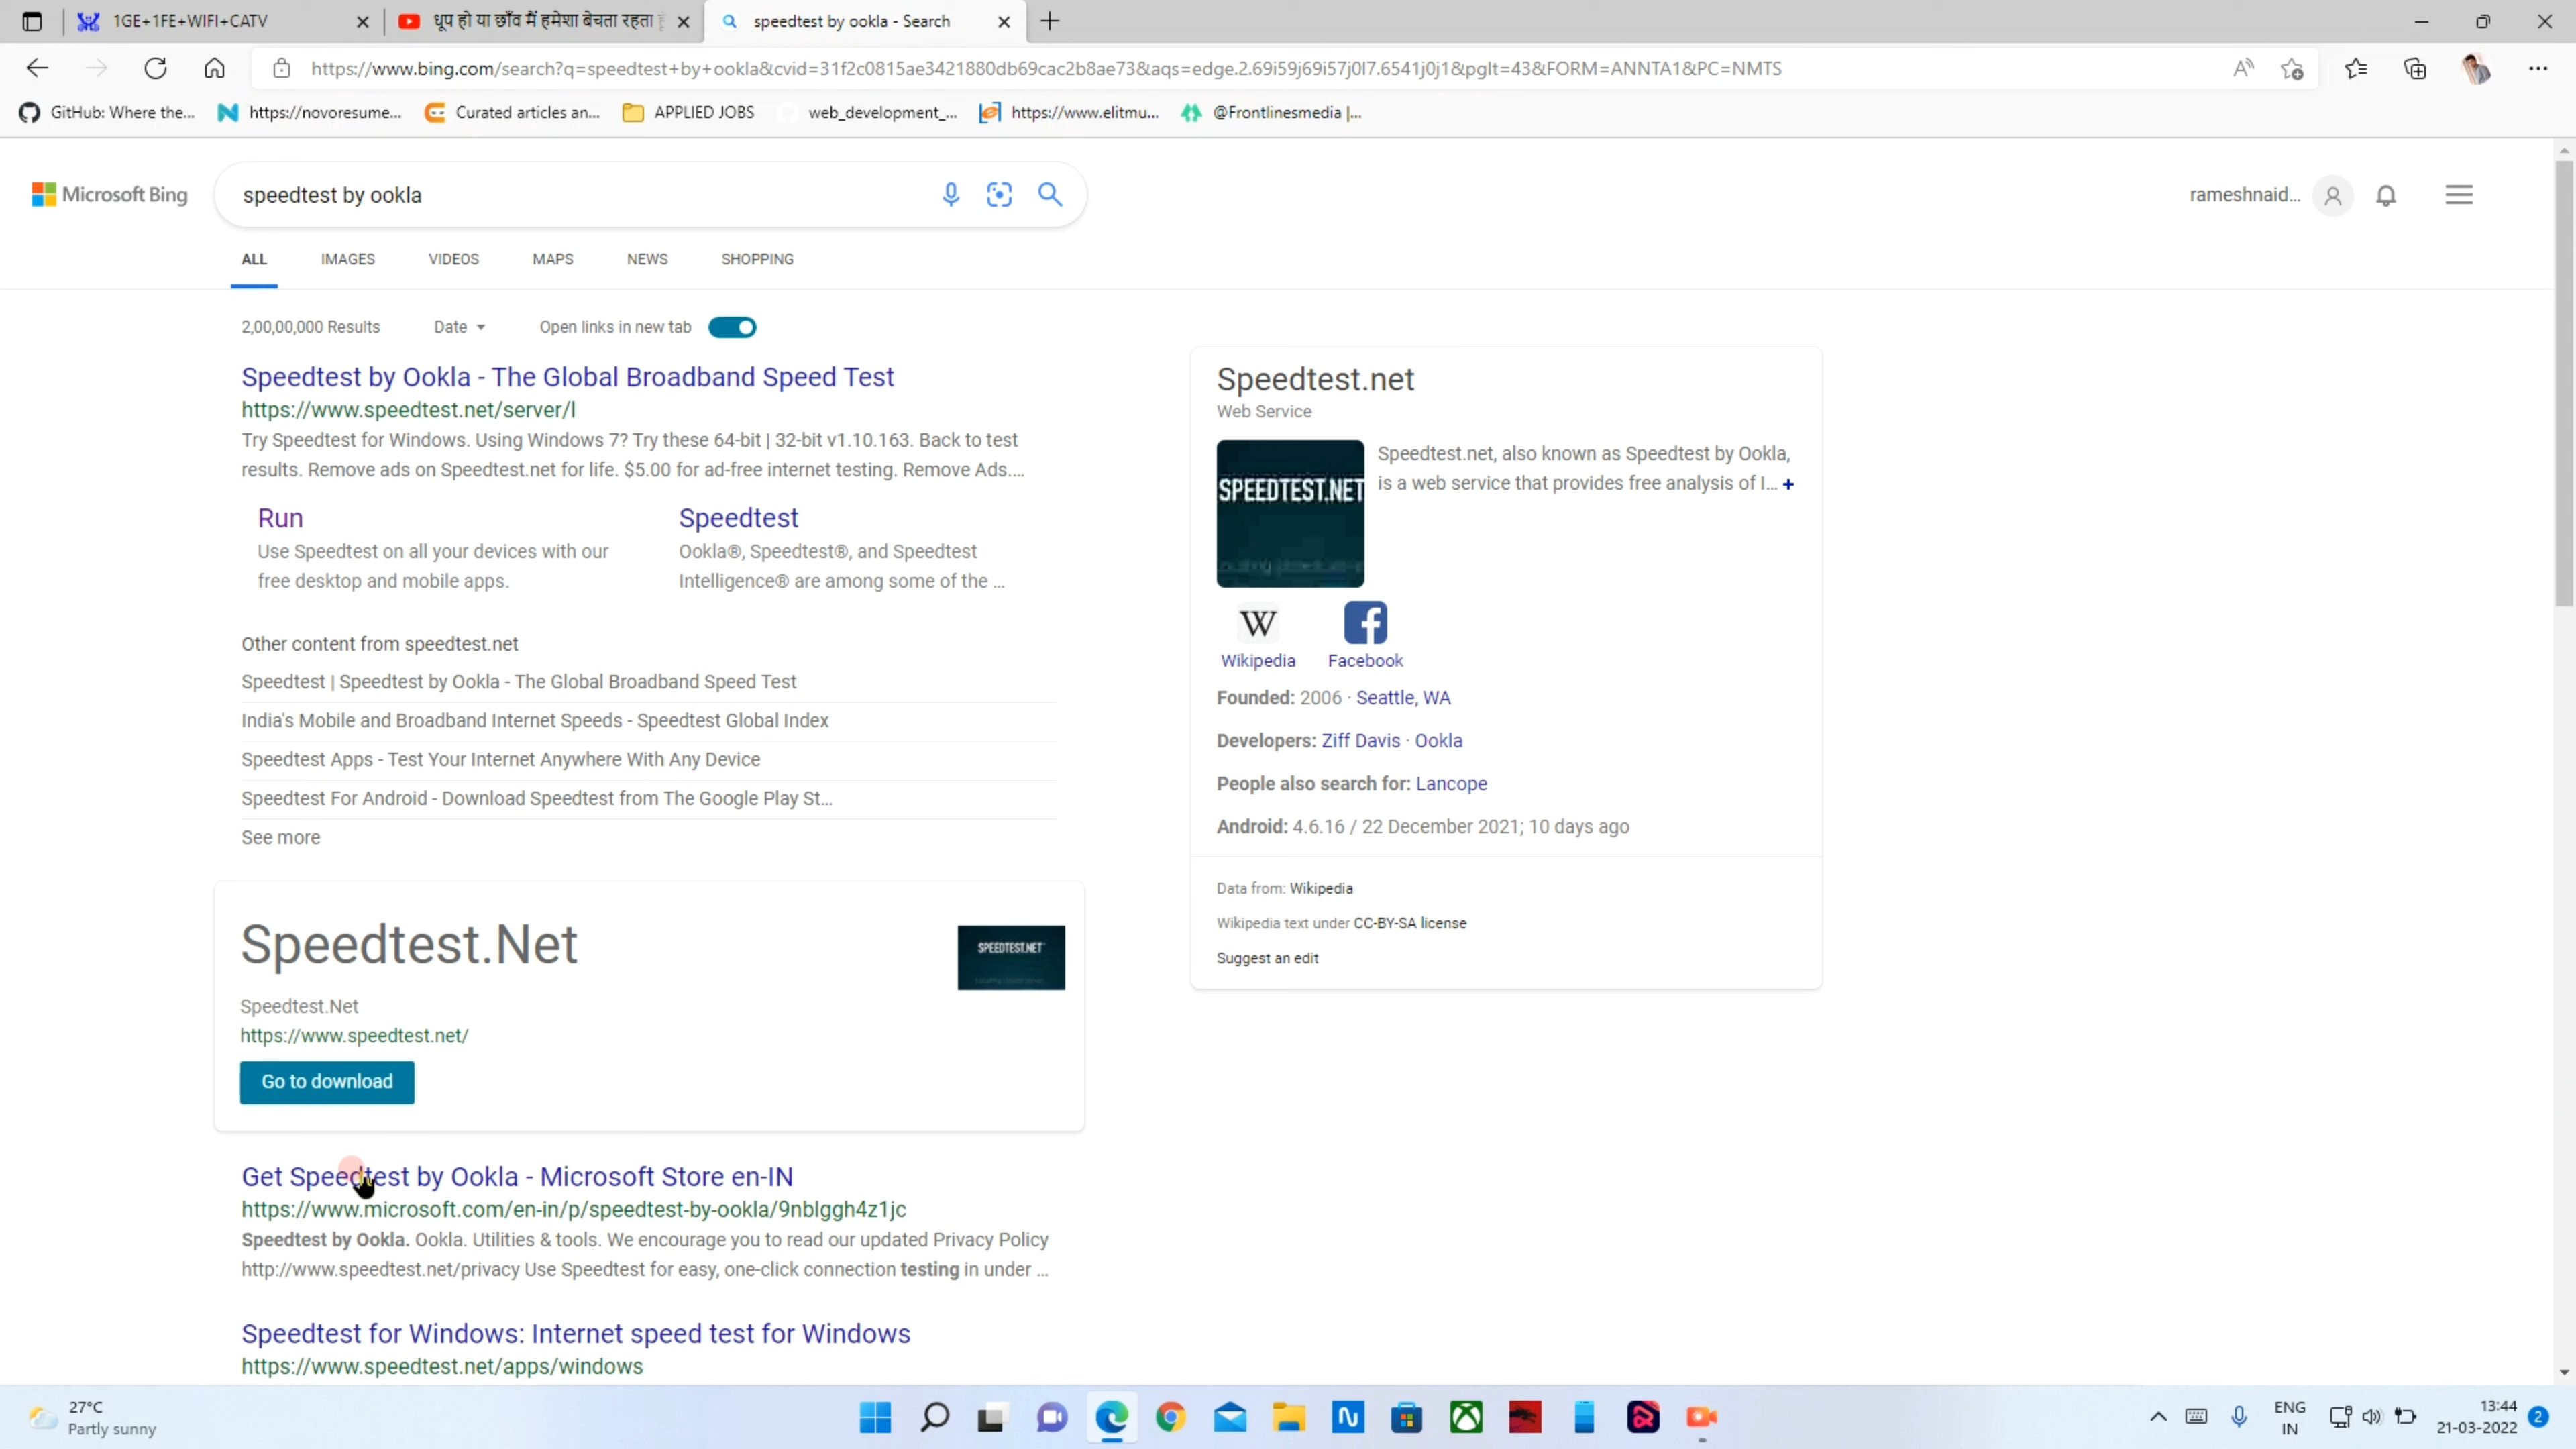 1GE+1FE+WIFI+CATV
धूप हो या छाँव मैं हमेशा बेचता रहता
speedtest by ookla - Search
https://www.bing.com/search?q=speedtest+by+ookla&cvid=31f2c0815ae3421880db69cac2b8ae73&aqs=edge.2.69i59j69i57j0l7.6541j0j1&pglt=43&FORM=ANNTA1&PC=NMTS
GitHub: Where the...
https://novoresume...
Curated articles an...
APPLIED JOBS
web_development_...
https://www.elitmu...
@Frontlinesmedia |...
Microsoft Bing
speedtest by ookla
rameshnaid...
ALL IMAGES VIDEOS MAPS NEWS SHOPPING
2,00,00,000 Results Date Open links in new tab
Speedtest by Ookla - The Global Broadband Speed Test
https://www.speedtest.net/server/l
Try Speedtest for Windows. Using Windows 7? Try these 64-bit | 32-bit v1.10.163. Back to test
results. Remove ads on Speedtest.net for life. $5.00 for ad-free internet testing. Remove Ads....
Run
Use Speedtest on all your devices with our
free desktop and mobile apps.
Speedtest
Ookla®, Speedtest®, and Speedtest
Intelligence® are among some of the ...
Other content from speedtest.net
Speedtest | Speedtest by Ookla - The Global Broadband Speed Test
India's Mobile and Broadband Internet Speeds - Speedtest Global Index
Speedtest Apps - Test Your Internet Anywhere With Any Device
Speedtest For Android - Download Speedtest from The Google Play St...
See more
Speedtest.Net
SPEEDTEST.NET
Speedtest.Net
https://www.speedtest.net/
Go to download
Get Speedtest by Ookla - Microsoft Store en-IN
https://www.microsoft.com/en-in/p/speedtest-by-ookla/9nblggh4z1jc
Speedtest by Ookla. Ookla. Utilities & tools. We encourage you to read our updated Privacy Policy
http://www.speedtest.net/privacy Use Speedtest for easy, one-click connection testing in under ...
Speedtest for Windows: Internet speed test for Windows
https://www.speedtest.net/apps/windows
Speedtest.net
Web Service
SPEEDTEST.NET
Speedtest.net, also known as Speedtest by Ookla,
is a web service that provides free analysis of I... +
W
Wikipedia
Facebook
Founded: 2006 · Seattle, WA
Developers: Ziff Davis · Ookla
People also search for: Lancope
Android: 4.6.16 / 22 December 2021; 10 days ago
Data from: Wikipedia
Wikipedia text under CC-BY-SA license
Suggest an edit
27°C
Partly sunny
ENG
IN
13:44
21-03-2022
2